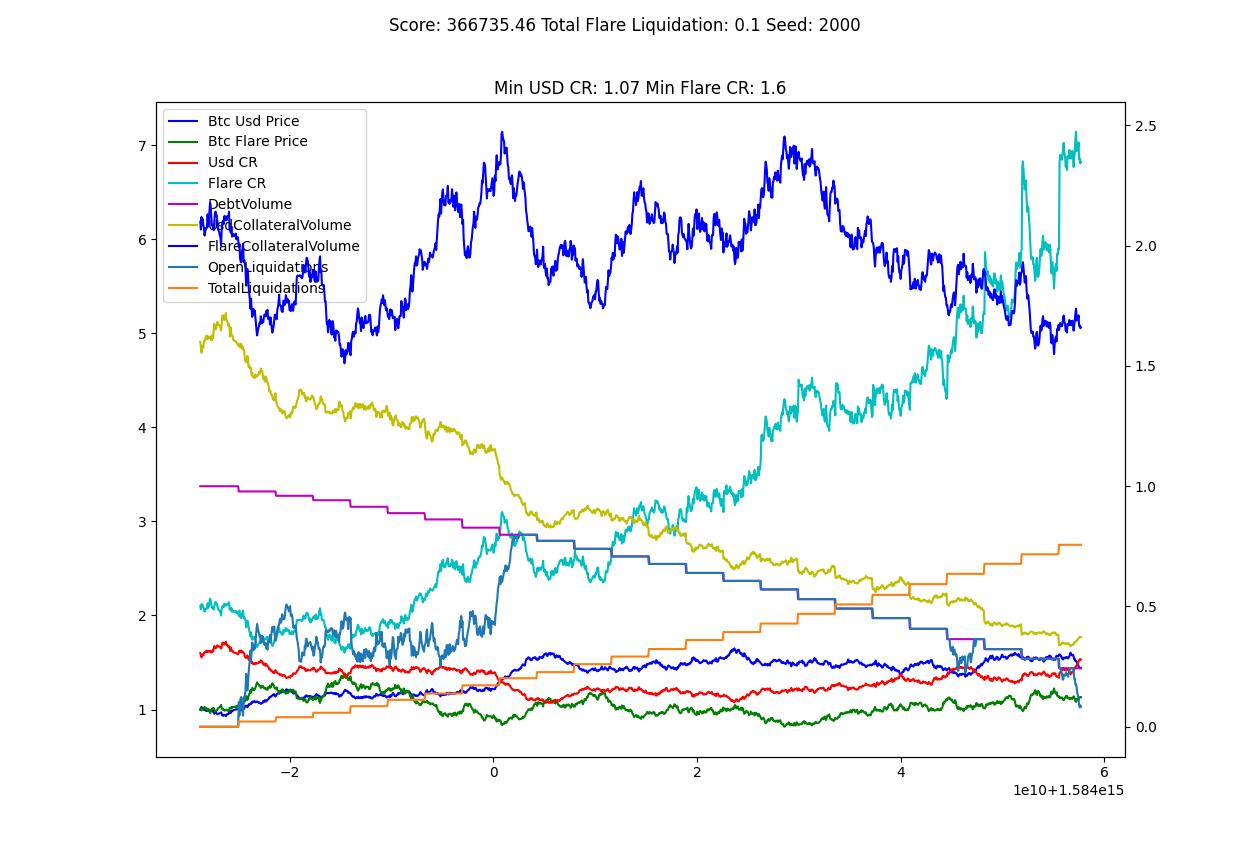 Score: 366735.46 Total Flare Liquidation: 0.1 Seed: 2000
Min USD CR: 1.07 Min Flare CR: 1.6
Btc Usd Price
Btc Flare Price
Usd CR
Flare CR
DebtVolume
UsdCollateralVolume
FlareCollateralVolume
OpenLiquidations
TotalLiquidations
7
6
5
4
3
2
1
2.5
2.0
1.5
1.0
0.5
0.0
−2
0
2
4
6
1e10+1.584e15